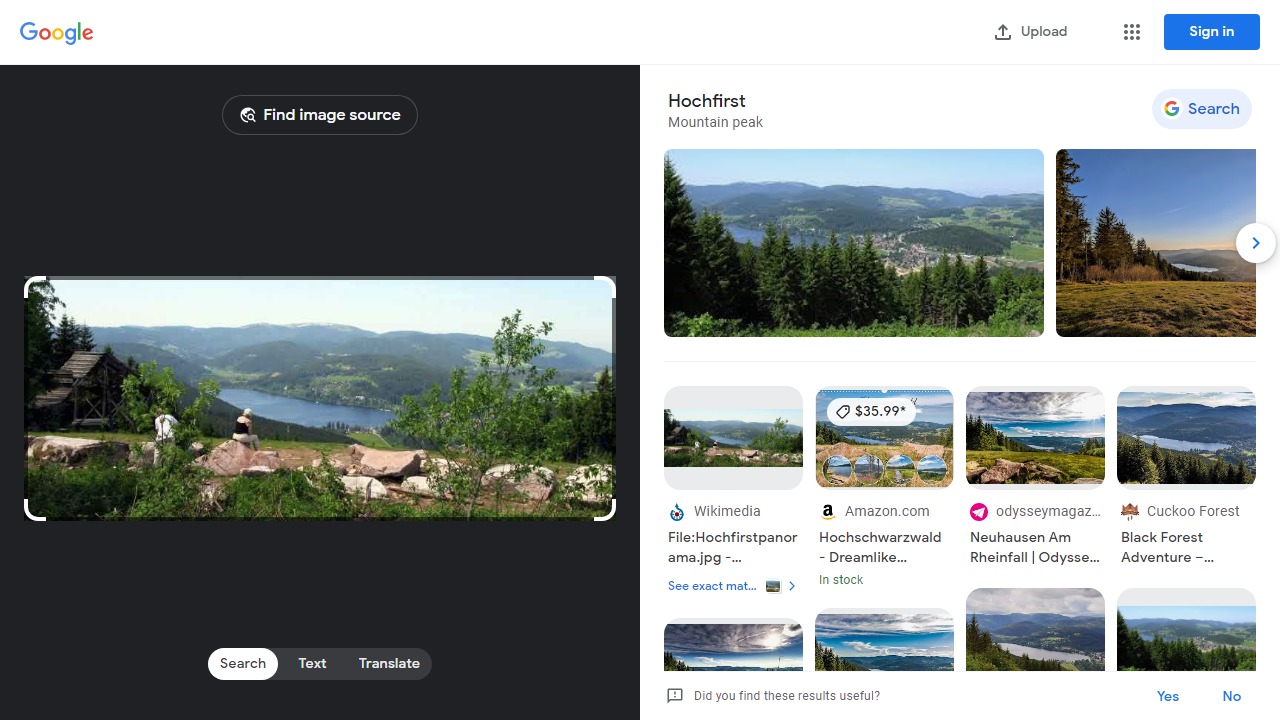 Google
Upload
Sign in
Find image source
Hochfirst
Mountain peak
Search
$35.99*
Wikimedia
File:Hochfirstpanor
ama.jpg -...
See exact mat...
Amazon.com
Hochschwarzwald
- Dreamlike...
In stock
odysseymagaz...
Neuhausen Am
Rheinfall | Odysse...
Cuckoo Forest
Black Forest
Adventure –...
Search
Text
Translate
Did you find these results useful?
Yes
No